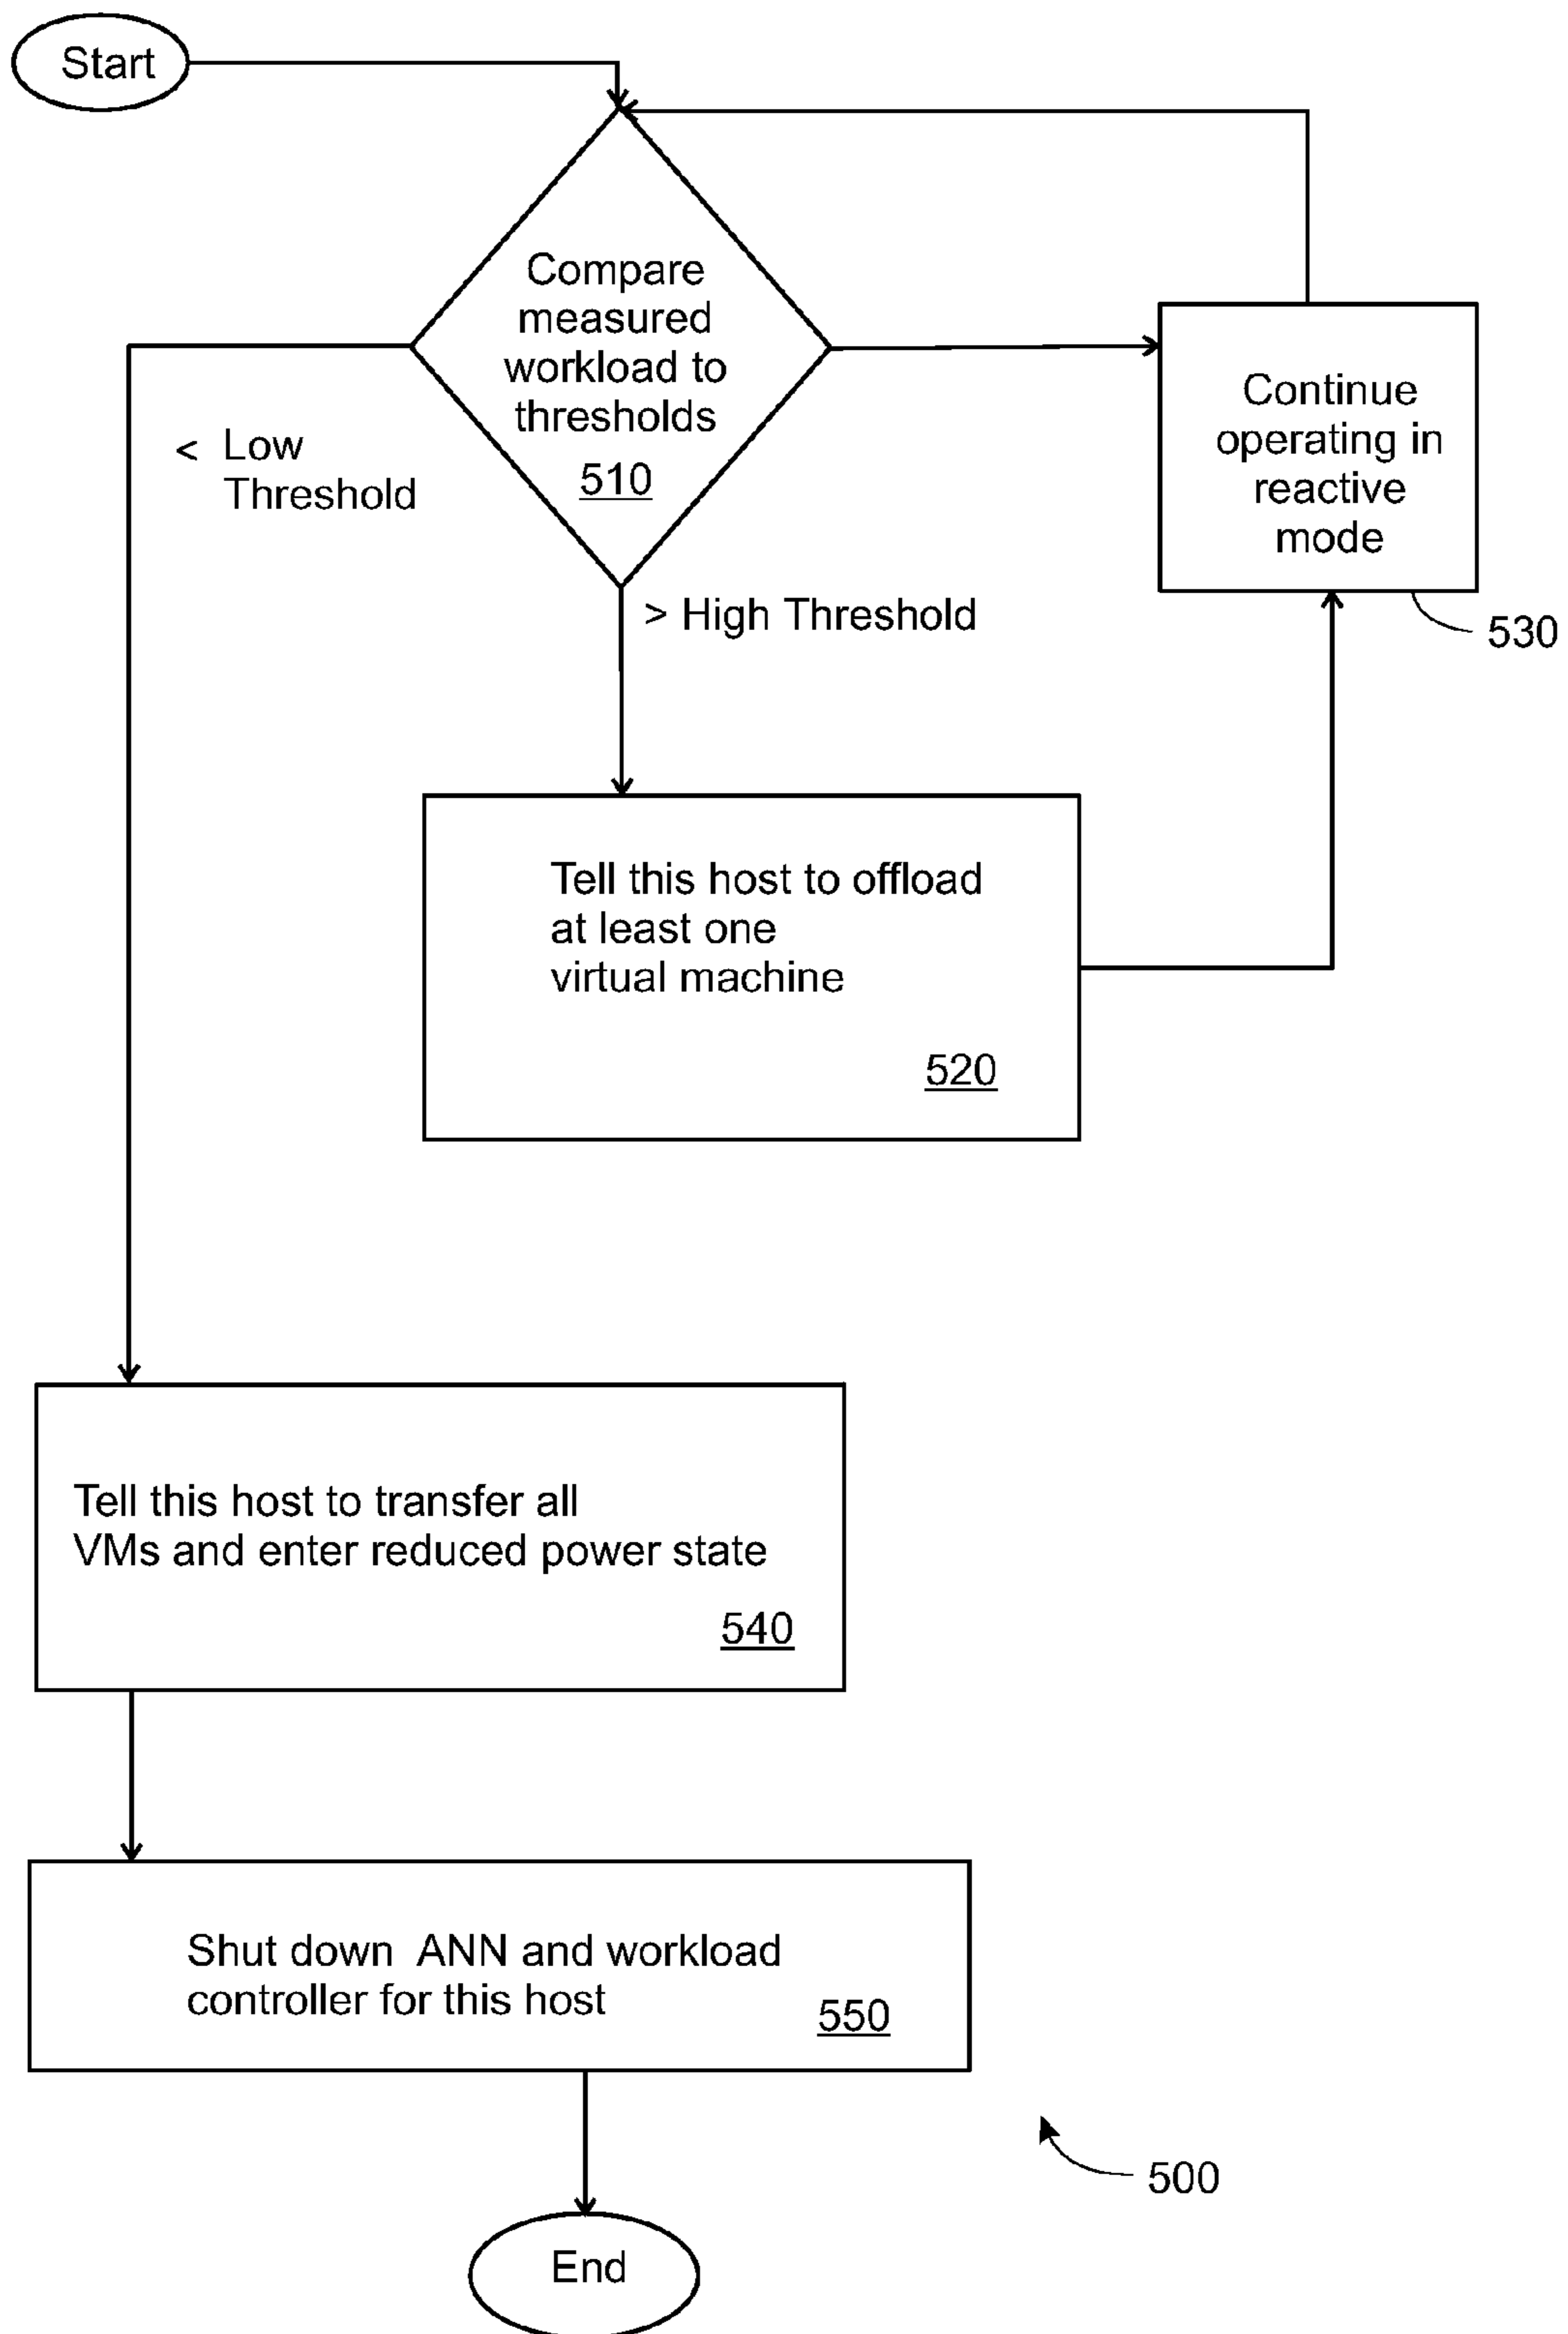 Start
Compare
measured
workload to
thresholds
510
< Low
Threshold
Continue
operating in
reactive
mode
530
> High Threshold
Tell this host to offload
at least one
virtual machine
520
Tell this host to transfer all
VMs and enter reduced power state
540
Shut down ANN and workload
controller for this host
550
500
End